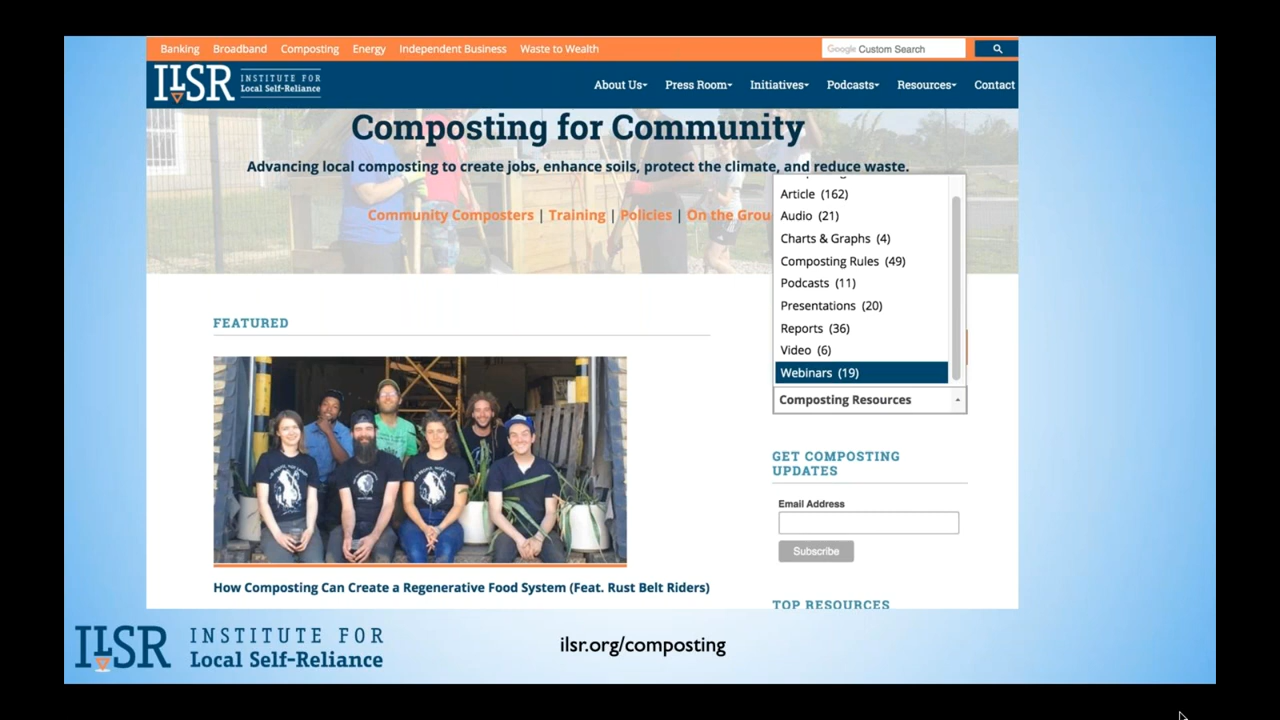 Banking Broadband Composting Energy Independent Business Waste to Wealth
Google Custom Search
ILSR INSTITUTE FOR
Local Self-Reliance
About Us Press Room Initiatives Podcasts Resources Contact
Composting for Community
Advancing local composting to create jobs, enhance soils, protect the climate, and reduce waste.
Community Composters | Training | Policies | On the Grou
Article (162)
Audio (21)
Charts & Graphs (4)
Composting Rules (49)
Podcasts (11)
Presentations (20)
Reports (36)
Video (6)
Webinars (19)
Composting Resources
FEATURED
How Composting Can Create a Regenerative Food System (Feat. Rust Belt Riders)
GET COMPOSTING
UPDATES
Email Address
Subscribe
TOP RESOURCES
ILSR INSTITUTE FOR
Local Self-Reliance
ilsr.org/composting